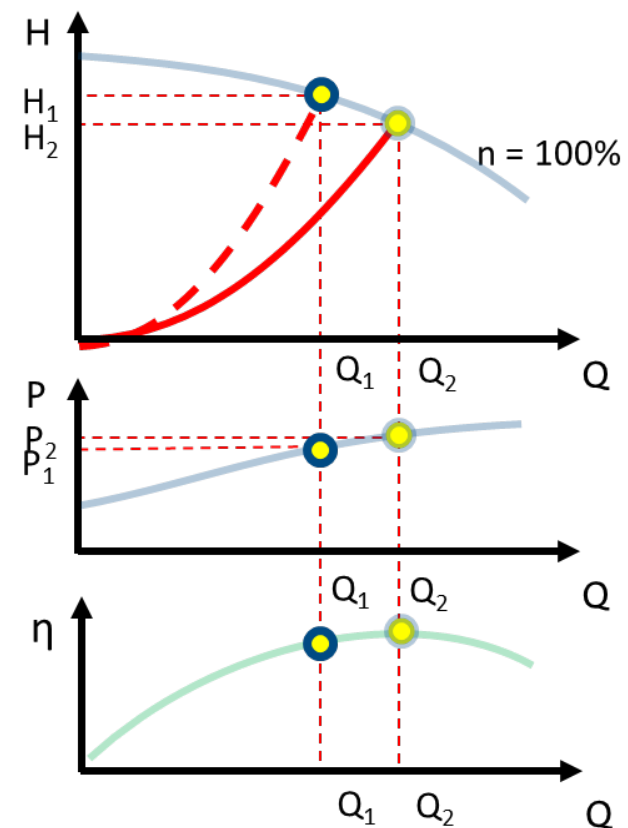 H
H₁
H₂
n = 100%
Q₁ Q₂ Q
P
P₂
P₁
Q₁ Q₂ Q
η
Q₁ Q₂ Q